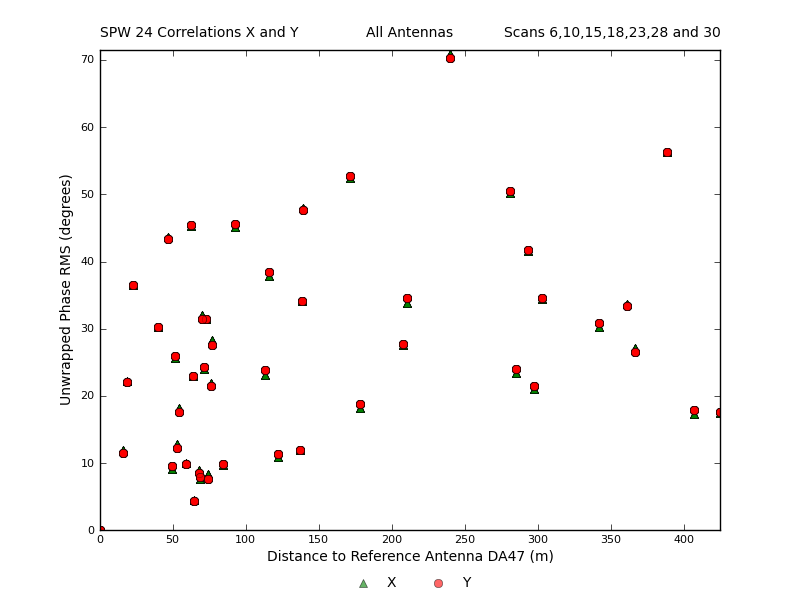 SPW 24 Correlations X and Y All Antennas Scans 6,10,15,18,23,28 and 30
70
60
50
40
30
20
10
0
Unwrapped Phase RMS (degrees)
0 50 100 150 200 250 300 350 400
Distance to Reference Antenna DA47 (m)
X Y